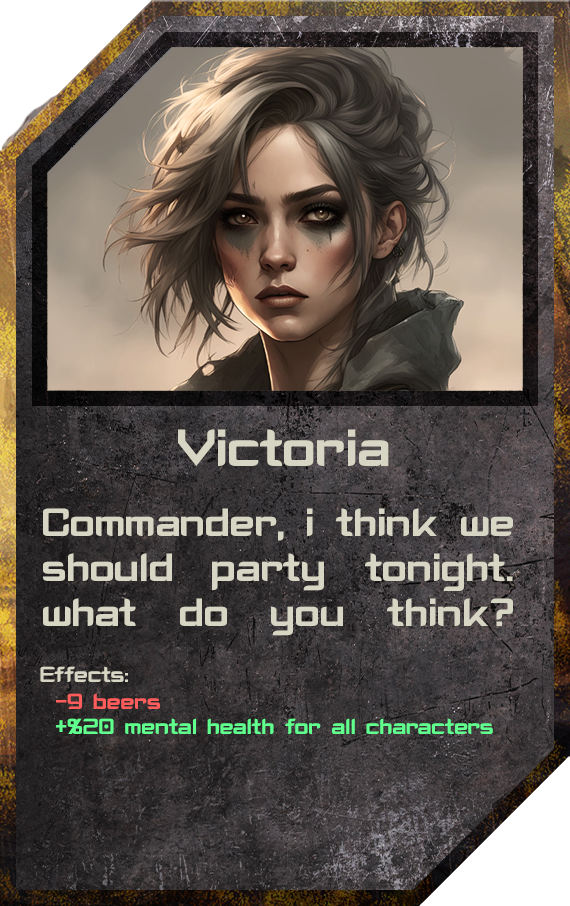 Victoria
Commander, i think we
should party tonight.
what do you think?
Effects:
-9 beers
+%20 mental health for all characters